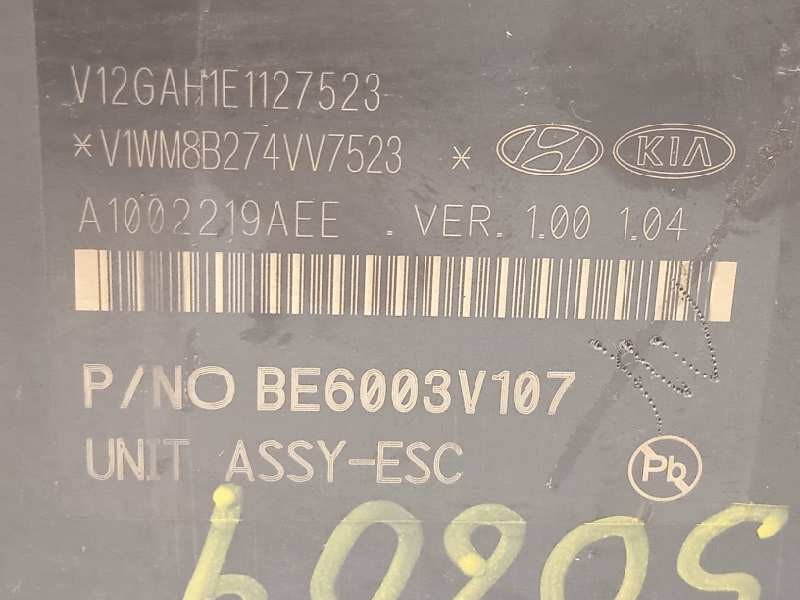 V12GAH1E1127523
*V1WM8B274VV7523 *
KIA
A1002219AEE . VER. 1.00 1.04
P/NO BE6003V107
UNIT ASSY-ESC
Pb